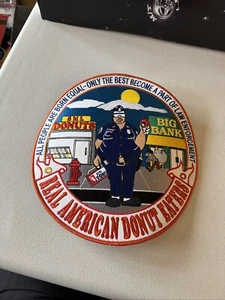 ALL PEOPLE ARE BORN EQUAL-ONLY THE BEST BECOME A PART OF LAW ENFORCEMENT
DONUTS
BIG
BANK
REAL AMERICAN DONUT EATERS